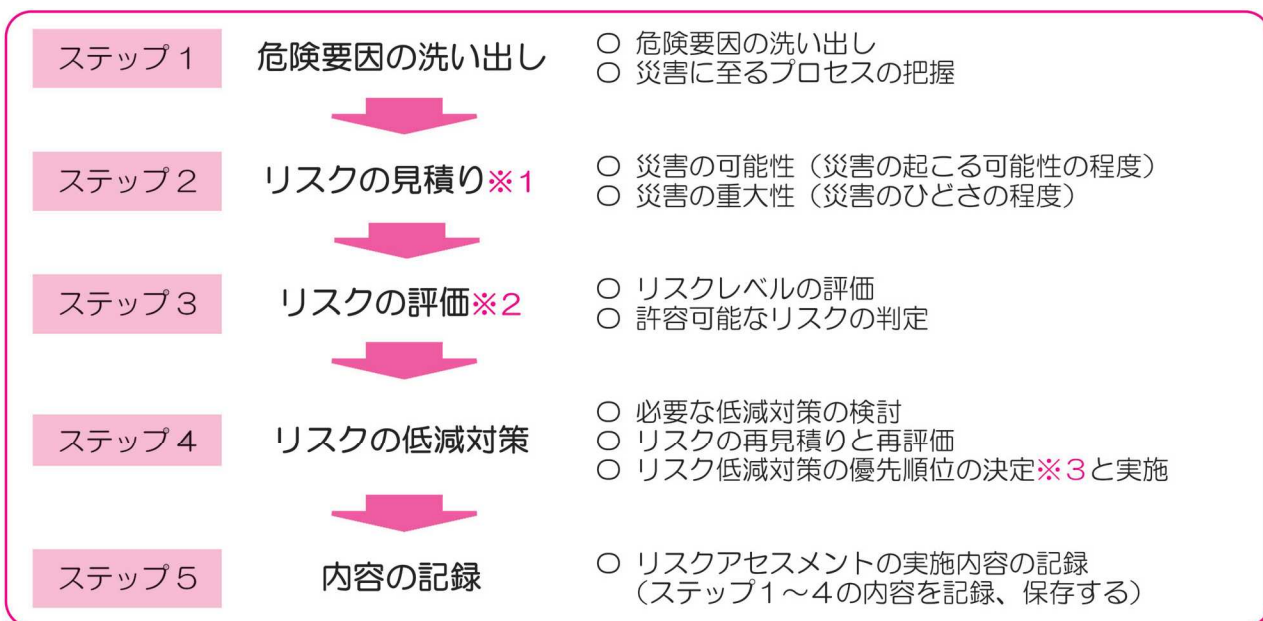 ステップ１
危険要因の洗い出し
○ 危険要因の洗い出し
○ 災害に至るプロセスの把握
ステップ２
リスクの見積り※１
○ 災害の可能性（災害の起こる可能性の程度）
○ 災害の重大性（災害のひどさの程度）
ステップ３
リスクの評価※２
○ リスクレベルの評価
○ 許容可能なリスクの判定
ステップ４
リスクの低減対策
○ 必要な低減対策の検討
○ リスクの再見積りと再評価
○ リスク低減対策の優先順位の決定※３と実施
ステップ５
内容の記録
○ リスクアセスメントの実施内容の記録
（ステップ１～４の内容を記録、保存する）